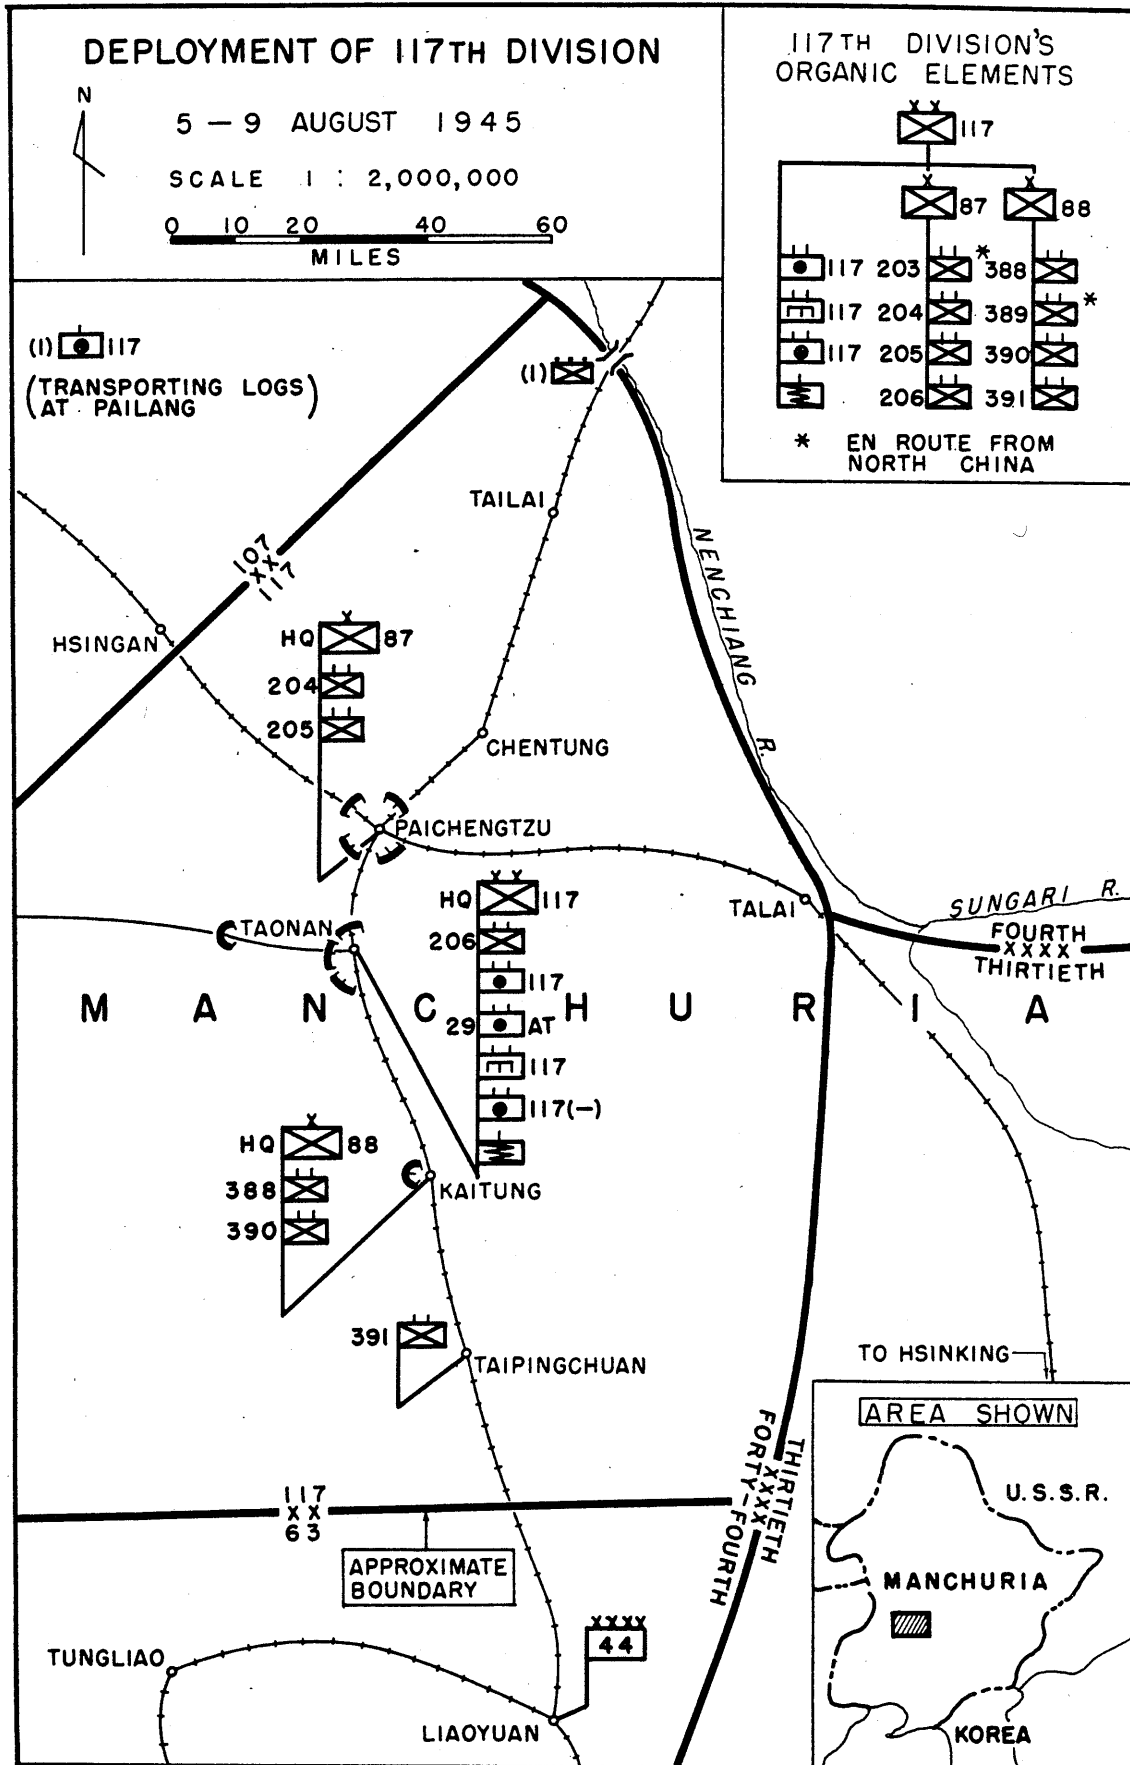 DEPLOYMENT OF 117TH DIVISION
N
5 – 9 AUGUST 1945
SCALE 1 : 2,000,000
0 10 20 40 60
MILES
117TH DIVISION'S
ORGANIC ELEMENTS
X X
117
X X
87 88
117 203 * 388
117 204 389 *
117 205 390
206 391
* EN ROUTE FROM
NORTH CHINA
(1) 117
(TRANSPORTING LOGS
AT PAILANG)
(1)
TAILAI
NENCHIANG R.
107
XX
117
HSINGAN
X
HQ 87
204
205
CHENTUNG
PAICHENGTZU
X X
HQ 117
206
117
29 AT
117
117(–)
TALAI
SUNGARI R.
FOURTH
XXXX
THIRTIETH
TAONAN
MANCHURIA
X
HQ 88
388
390
KAITUNG
391
TAIPINGCHUAN
TO HSINKING
THIRTIETH
XXXX
FORTY-FOURTH
117
X X
63
APPROXIMATE
BOUNDARY
XXXX
44
TUNGLIAO
LIAOYUAN
AREA SHOWN
U.S.S.R.
MANCHURIA
KOREA